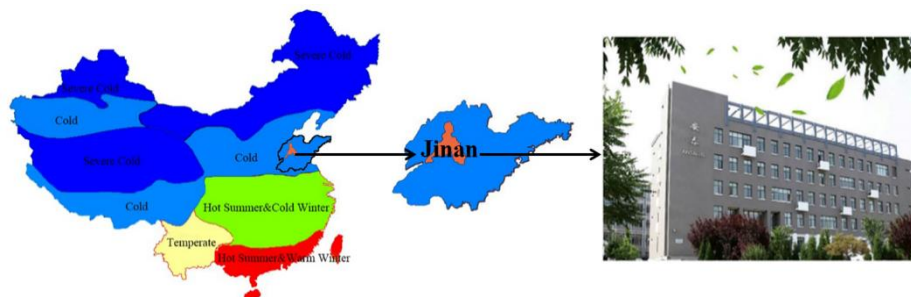 Severe Cold
Severe Cold
Cold
Severe Cold
Cold
Cold
Hot Summer&Cold Winter
Temperate
Hot Summer&Warm Winter
Jinan